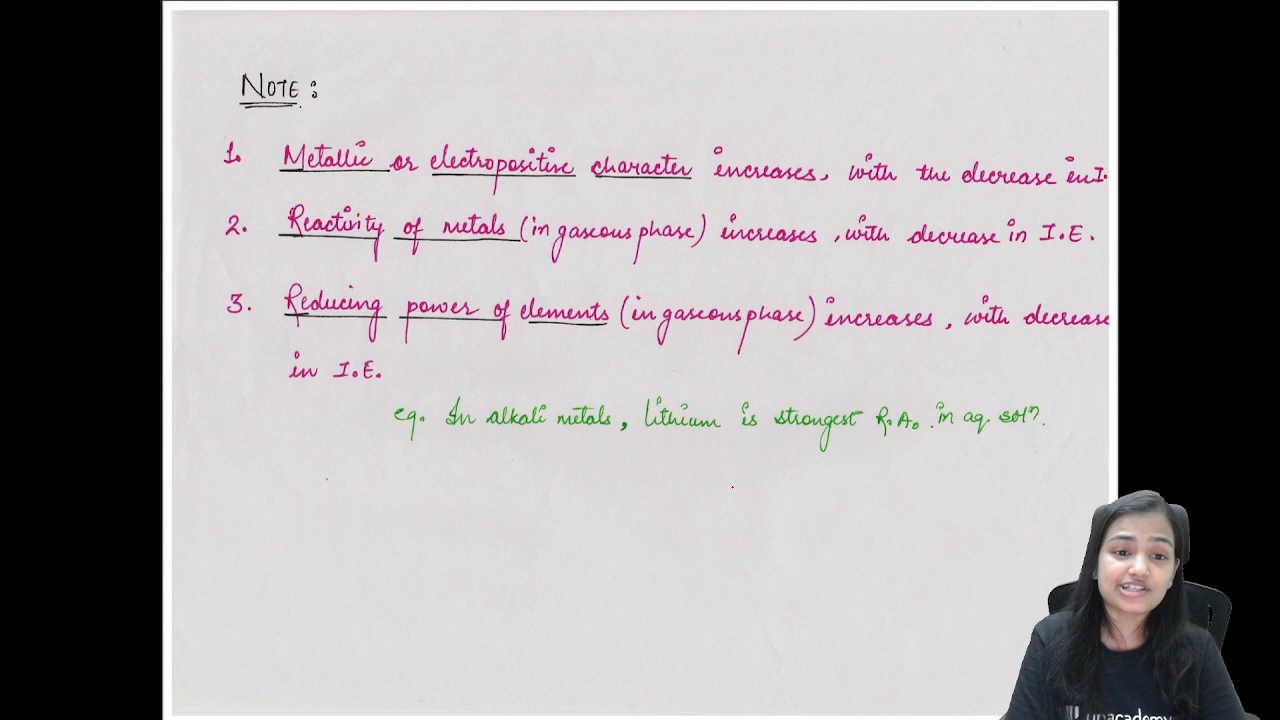 NOTE:
1. Metallic or electropositive character increases, with the decrease in I.
2. Reactivity of metals (in gaseous phase) increases, with decrease in I.E.
3. Reducing power of elements (in gaseous phase) increases, with decrease
in I.E.
eg. In alkali metals, lithium is strongest R.A. in aq. solⁿ.
unacademy